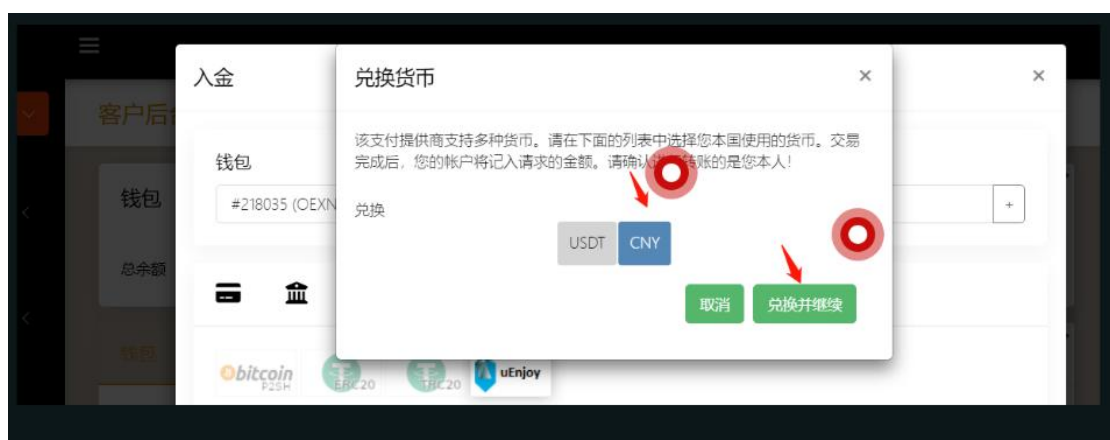 入金
兑换货币
×
×
客户后
该支付提供商支持多种货币。请在下面的列表中选择您本国使用的货币。交易
完成后，您的帐户将记入请求的金额。请确认 转账的是您本人！
钱包
钱包
#218035 (OEXN
兑换
+
USDT
CNY
总余额
取消
兑换并继续
钱包
bitcoin
P2SH
ERC20
TRC20
uEnjoy